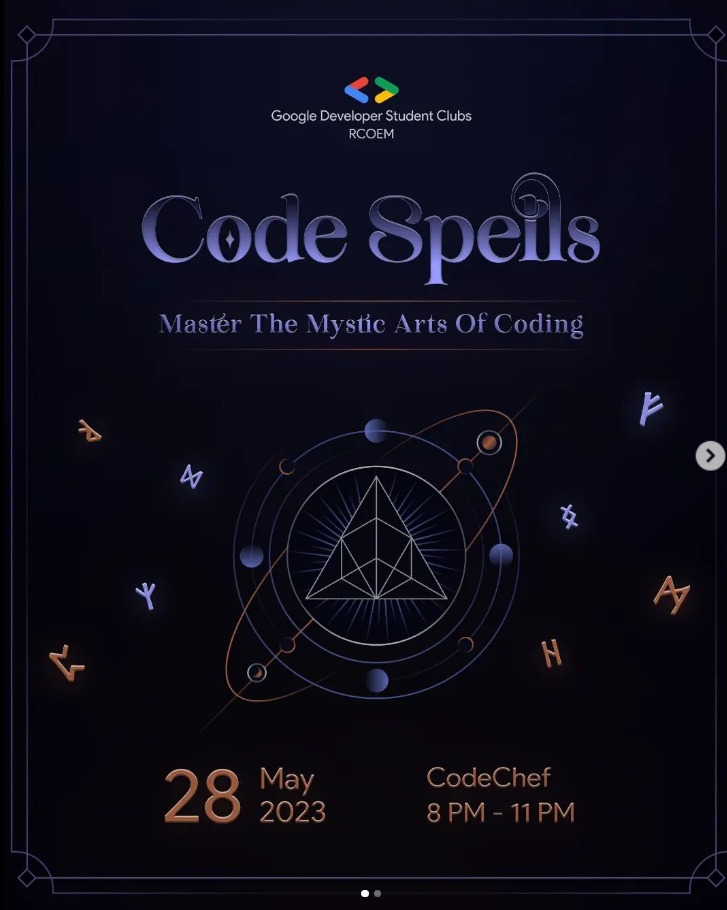 Google Developer Student Clubs
RCOEM
Code Spells
Master The Mystic Arts Of Coding
28 May
2023
CodeChef
8 PM - 11 PM